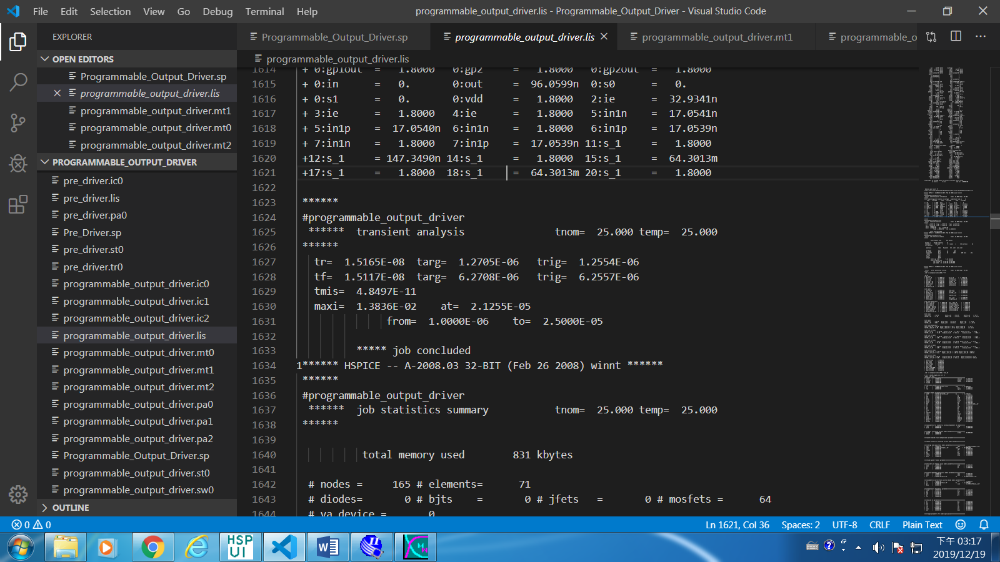 File Edit Selection View Go Debug Terminal Help programmable_output_driver.lis - Programmable_Output_Driver - Visual Studio Code
EXPLORER
OPEN EDITORS
Programmable_Output_Driver.sp
programmable_output_driver.lis
programmable_output_driver.mt1
programmable_output_driver.mt0
programmable_output_driver.mt2
PROGRAMMABLE_OUTPUT_DRIVER
pre_driver.ic0
pre_driver.lis
pre_driver.pa0
Pre_Driver.sp
pre_driver.st0
pre_driver.tr0
programmable_output_driver.ic0
programmable_output_driver.ic1
programmable_output_driver.ic2
programmable_output_driver.lis
programmable_output_driver.mt0
programmable_output_driver.mt1
programmable_output_driver.mt2
programmable_output_driver.pa0
programmable_output_driver.pa1
programmable_output_driver.pa2
Programmable_Output_Driver.sp
programmable_output_driver.st0
programmable_output_driver.sw0
OUTLINE
Programmable_Output_Driver.sp programmable_output_driver.lis programmable_output_driver.mt1 programmable_o
programmable_output_driver.lis
1614 + 0:gp1out = 1.8000 0:gp2 = 1.8000 0:gp2out = 1.8000
1615 + 0:in = 0. 0:out = 96.0599n 0:s0 = 0.
1616 + 0:s1 = 0. 0:vdd = 1.8000 2:ie = 32.9341n
1617 + 3:ie = 1.8000 4:ie = 1.8000 5:in1n = 17.0541n
1618 + 5:in1p = 17.0540n 6:in1n = 1.8000 6:in1p = 17.0539n
1619 + 7:in1n = 1.8000 7:in1p = 17.0539n 11:s_1 = 1.8000
1620 +12:s_1 = 147.3490n 14:s_1 = 1.8000 15:s_1 = 64.3013m
1621 +17:s_1 = 1.8000 18:s_1 = 64.3013m 20:s_1 = 1.8000
1622
1623 ******
1624 #programmable_output_driver
1625 ****** transient analysis tnom= 25.000 temp= 25.000
1626 ******
1627 tr= 1.5165E-08 targ= 1.2705E-06 trig= 1.2554E-06
1628 tf= 1.5117E-08 targ= 6.2708E-06 trig= 6.2557E-06
1629 tmis= 4.8497E-11
1630 maxi= 1.3836E-02 at= 2.1255E-05
1631 from= 1.0000E-06 to= 2.5000E-05
1632
1633 ***** job concluded
1634 1****** HSPICE -- A-2008.03 32-BIT (Feb 26 2008) winnt ******
1635 ******
1636 #programmable_output_driver
1637 ****** job statistics summary tnom= 25.000 temp= 25.000
1638 ******
1639
1640 total memory used 831 kbytes
1641
1642 # nodes = 165 # elements= 71
1643 # diodes= 0 # bjts = 0 # jfets = 0 # mosfets = 64
1644 # va device = 0
0 0 Ln 1621, Col 36 Spaces: 2 UTF-8 CRLF Plain Text
HSP
UI
下午 03:17
2019/12/19